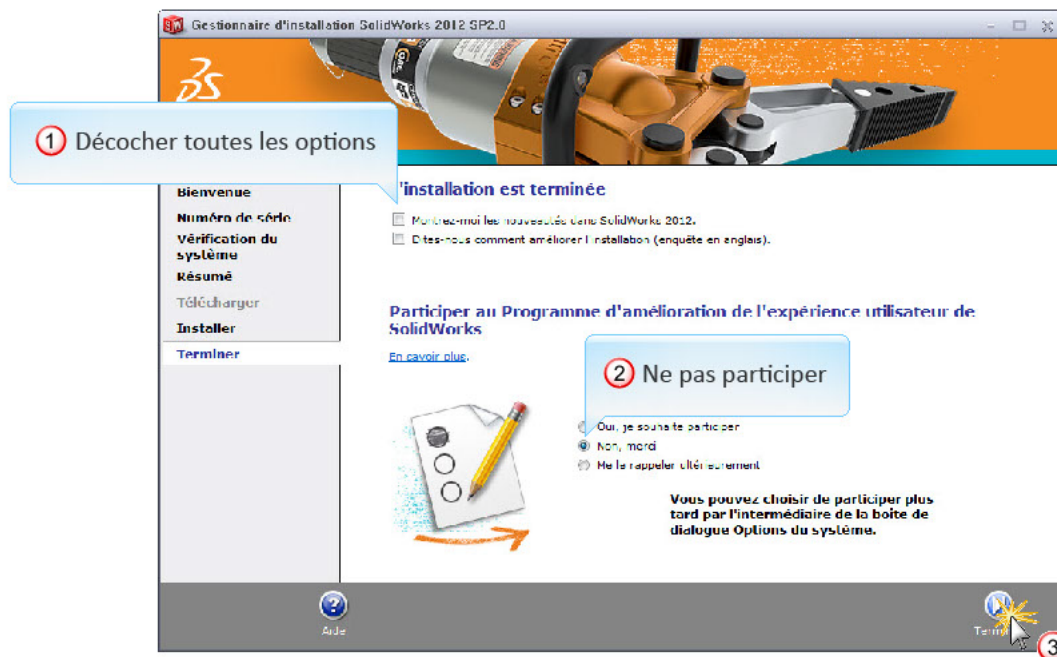 Gestionnaire d'installation SolidWorks 2012 SP2.0
① Décocher toutes les options
Bienvenue
Numéro de série
Vérification du
système
Résumé
Télécharger
Installer
Terminer
'installation est terminée
Montrez-moi les nouveautés dans SolidWorks 2012.
Dites-nous comment améliorer l'installation (enquête en anglais).
Participer au Programme d'amélioration de l'expérience utilisateur de
SolidWorks
En savoir plus.
② Ne pas participer
Oui, je souhaite participer
Non, merci
Me le rappeler ultérieurement
Vous pouvez choisir de participer plus
tard par l'intermédiaire de la boîte de
dialogue Options du système.
Aide
③